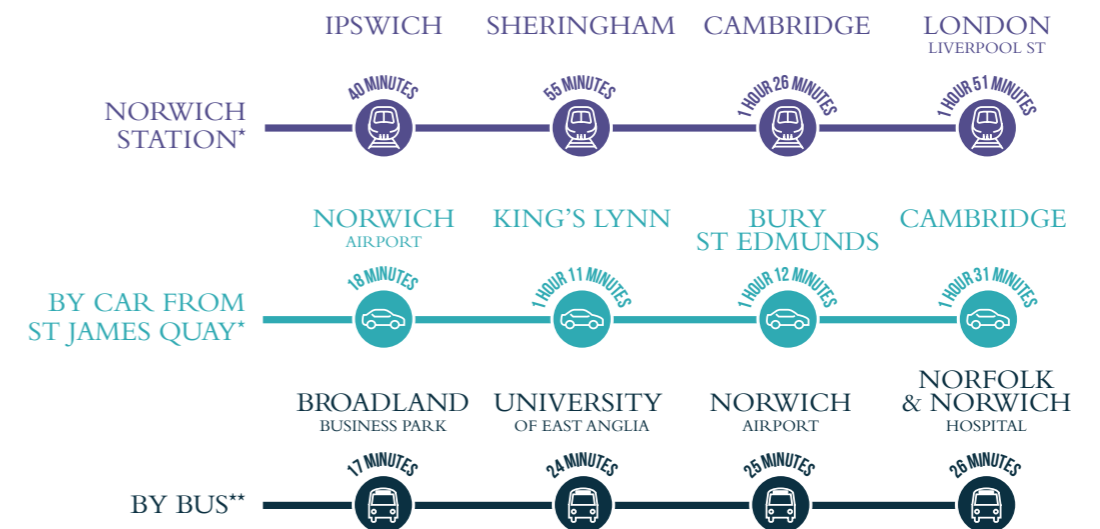 IPSWICH
SHERINGHAM
CAMBRIDGE
LONDON
LIVERPOOL ST
40 MINUTES
55 MINUTES
1 HOUR 26 MINUTES
1 HOUR 51 MINUTES
NORWICH
STATION*
NORWICH
AIRPORT
KING’S LYNN
BURY
ST EDMUNDS
CAMBRIDGE
18 MINUTES
1 HOUR 11 MINUTES
1 HOUR 12 MINUTES
1 HOUR 31 MINUTES
BY CAR FROM
ST JAMES QUAY*
BROADLAND
BUSINESS PARK
UNIVERSITY
OF EAST ANGLIA
NORWICH
AIRPORT
NORFOLK
& NORWICH
HOSPITAL
17 MINUTES
24 MINUTES
25 MINUTES
26 MINUTES
BY BUS**